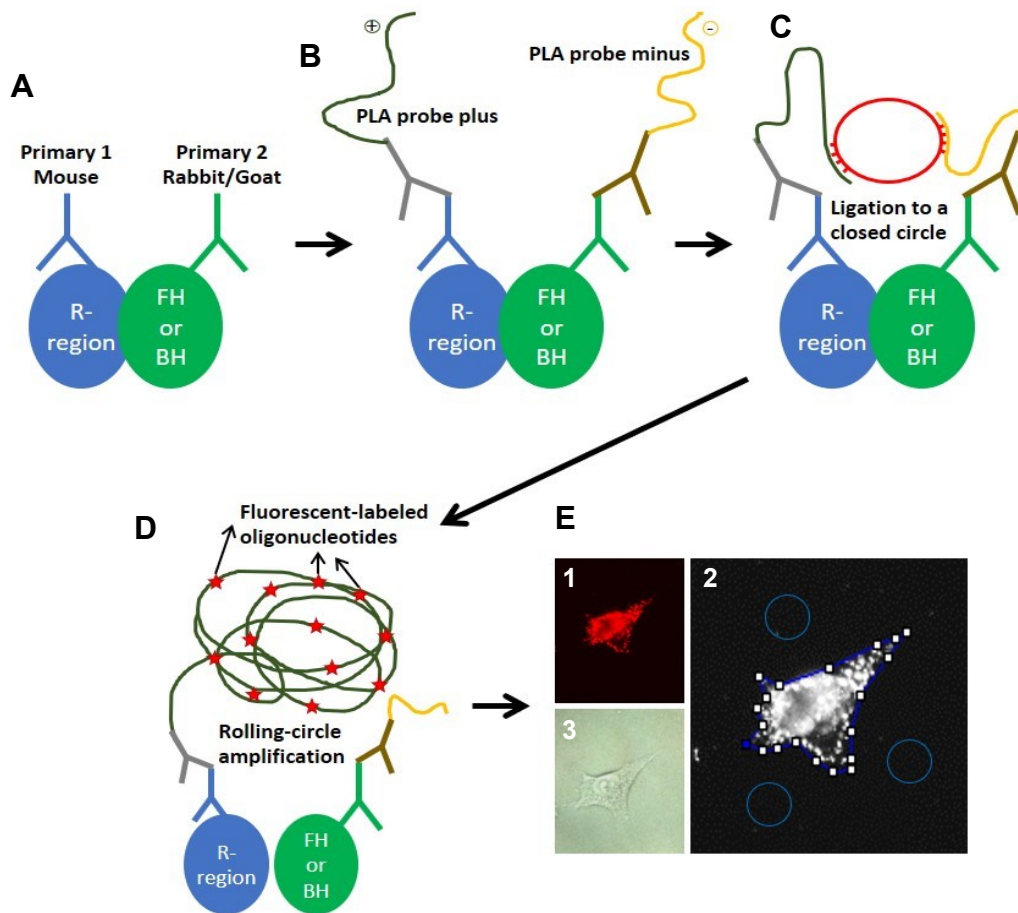 A
Primary 1
Mouse
Primary 2
Rabbit/Goat
R-
region
FH
or
BH
B
+
PLA probe plus
-
PLA probe minus
R-
region
FH
or
BH
C
Ligation to a
closed circle
R-
region
FH
or
BH
D
Fluorescent-labeled
oligonucleotides
Rolling-circle
amplification
R-
region
FH
or
BH
E
1
2
3